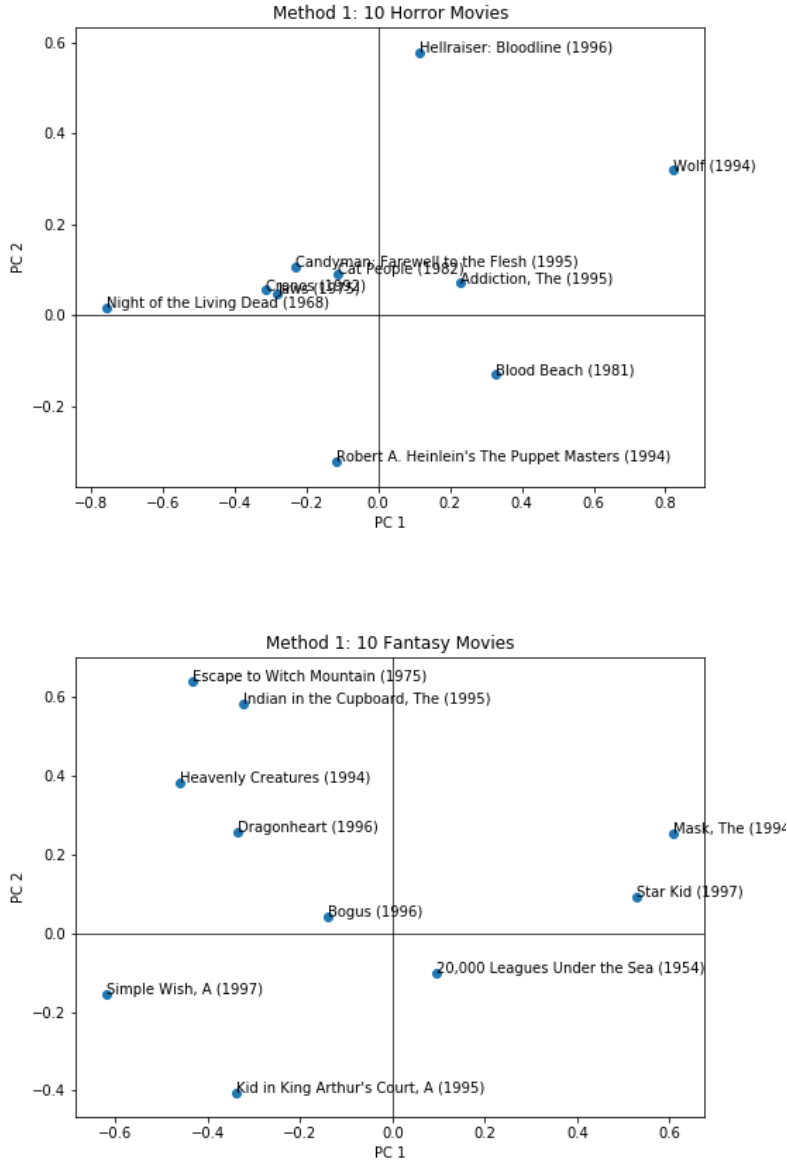 Method 1: 10 Horror Movies
0.6
Hellraiser: Bloodline (1996)
0.4
Wolf (1994)
0.2
Candyman: Farewell to the Flesh (1995)
Cat People (1982)
Addiction, The (1995)
Cronos (1992)
Jaws (1975)
Night of the Living Dead (1968)
0.0
Blood Beach (1981)
−0.2
Robert A. Heinlein's The Puppet Masters (1994)
PC 2
−0.8 −0.6 −0.4 −0.2 0.0 0.2 0.4 0.6 0.8
PC 1
Method 1: 10 Fantasy Movies
Escape to Witch Mountain (1975)
0.6
Indian in the Cupboard, The (1995)
0.4
Heavenly Creatures (1994)
Dragonheart (1996)
Mask, The (1994
0.2
Star Kid (1997)
Bogus (1996)
0.0
20,000 Leagues Under the Sea (1954)
Simple Wish, A (1997)
−0.2
Kid in King Arthur's Court, A (1995)
−0.4
PC 2
−0.6 −0.4 −0.2 0.0 0.2 0.4 0.6
PC 1